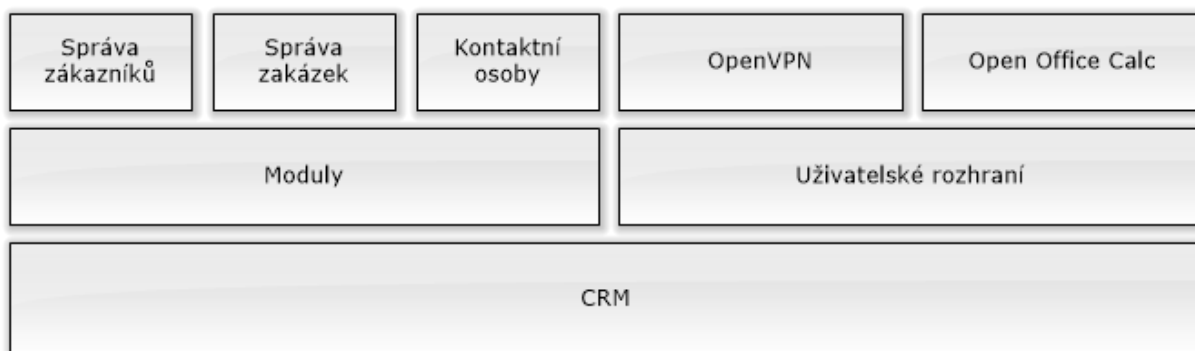 Správa
zákazníků
Správa
zakázek
Kontaktní
osoby
OpenVPN
Open Office Calc
Moduly
Uživatelské rozhraní
CRM